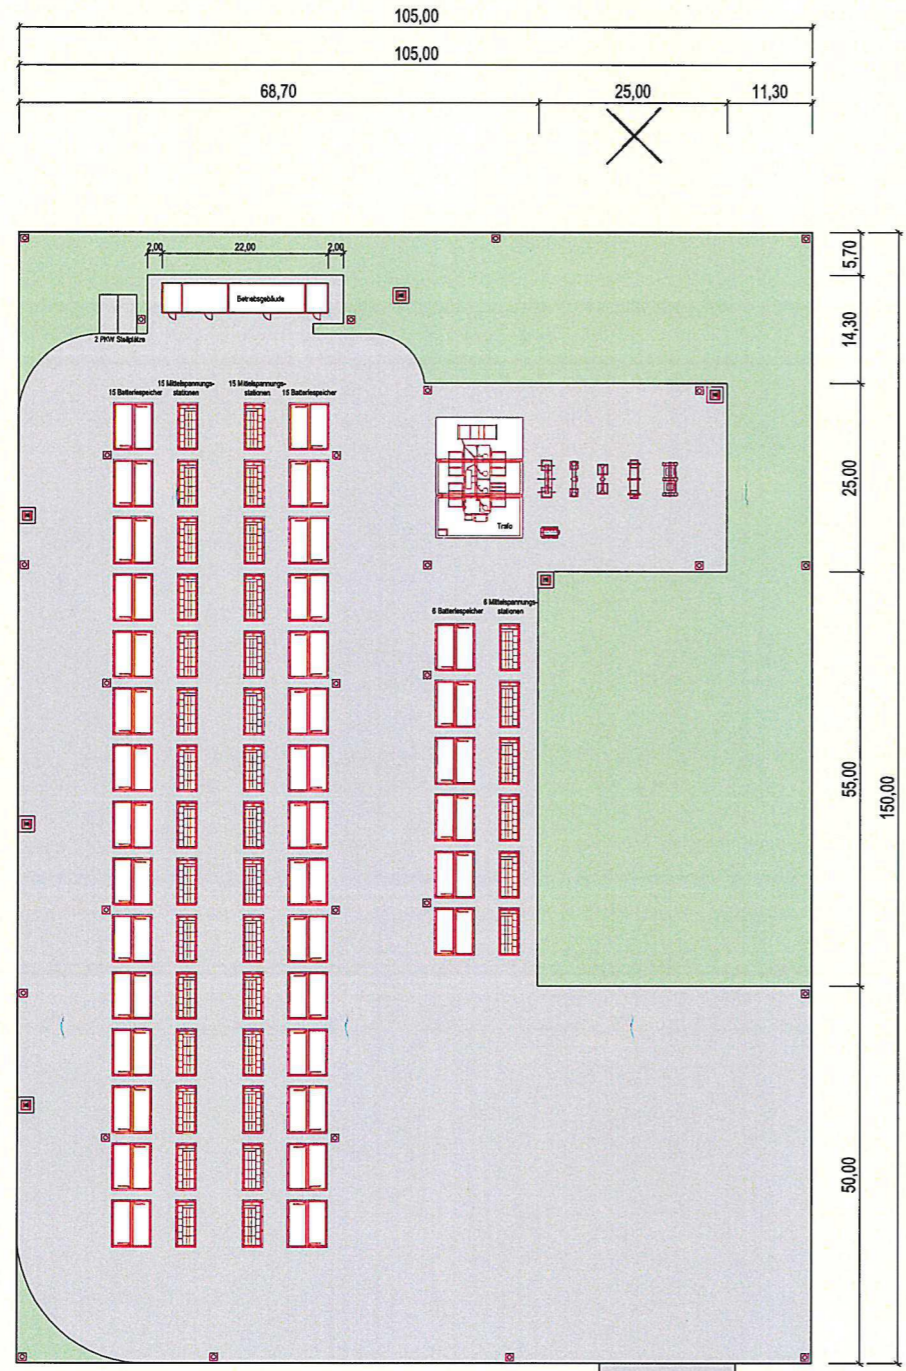 105,00
105,00
68,70
25,00
11,30
5,70
2,00
22,00
2,00
Betriebsgebäude
14,30
2 PKW Stellplätze
15 Batteriespeicher
15 Mittelspannungs-
stationen
15 Mittelspannungs-
stationen
15 Batteriespeicher
25,00
Trafo
6 Batteriespeicher
6 Mittelspannungs-
stationen
55,00
150,00
50,00